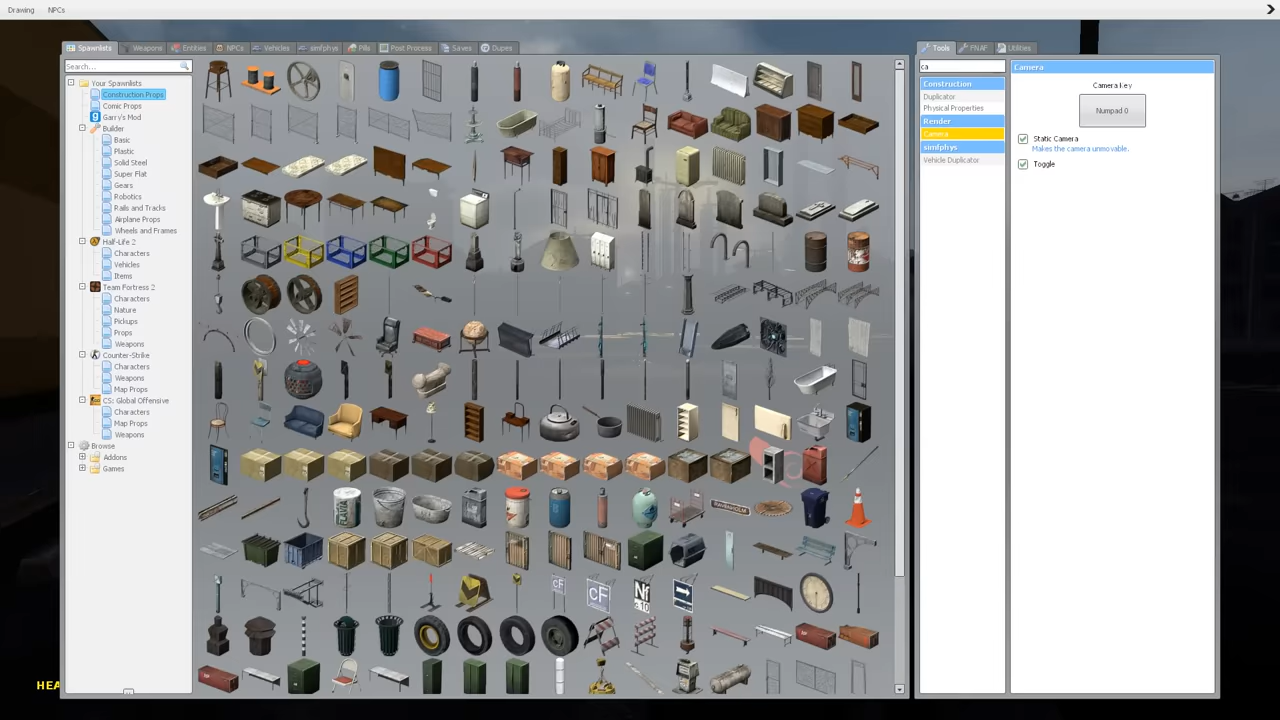 Drawing NPCs
Spawnlists Weapons Entities NPCs Vehicles simfphys Pills Post Process Saves Dupes
Search...
Your Spawnlists
Construction Props
Comic Props
Garry's Mod
Builder
Basic
Plastic
Solid Steel
Super Flat
Gears
Robotics
Rails and Tracks
Airplane Props
Wheels and Frames
Half-Life 2
Characters
Vehicles
Items
Team Fortress 2
Characters
Nature
Pickups
Props
Weapons
Counter-Strike
Characters
Weapons
Map Props
CS: Global Offensive
Characters
Map Props
Weapons
Browse
Addons
Games
RAVENHOLM
cF
cF
Nf
HEA
Tools FNAF Utilities
ca
Construction
Duplicator
Physical Properties
Render
Camera
simfphys
Vehicle Duplicator
Camera
Camera Key
Numpad 0
Static Camera
Makes the camera unmovable.
Toggle